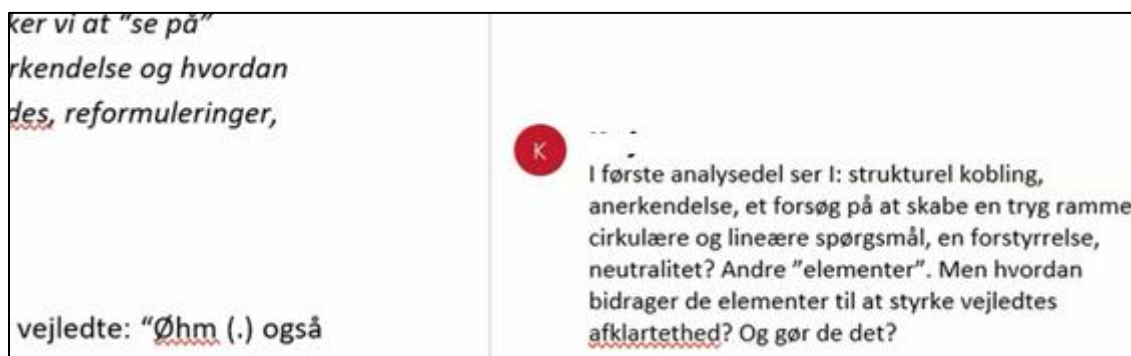 ker vi at "se på"
rkendelse og hvordan
des, reformuleringer,
K
I første analysedel ser I: strukturel kobling,
anerkendelse, et forsøg på at skabe en tryg ramme
cirkulære og lineære spørgsmål, en forstyrrelse,
neutralitet? Andre "elementer". Men hvordan
bidrager de elementer til at styrke vejledtes
afklartethed? Og gør de det?
vejledte: "Øhm (.) også